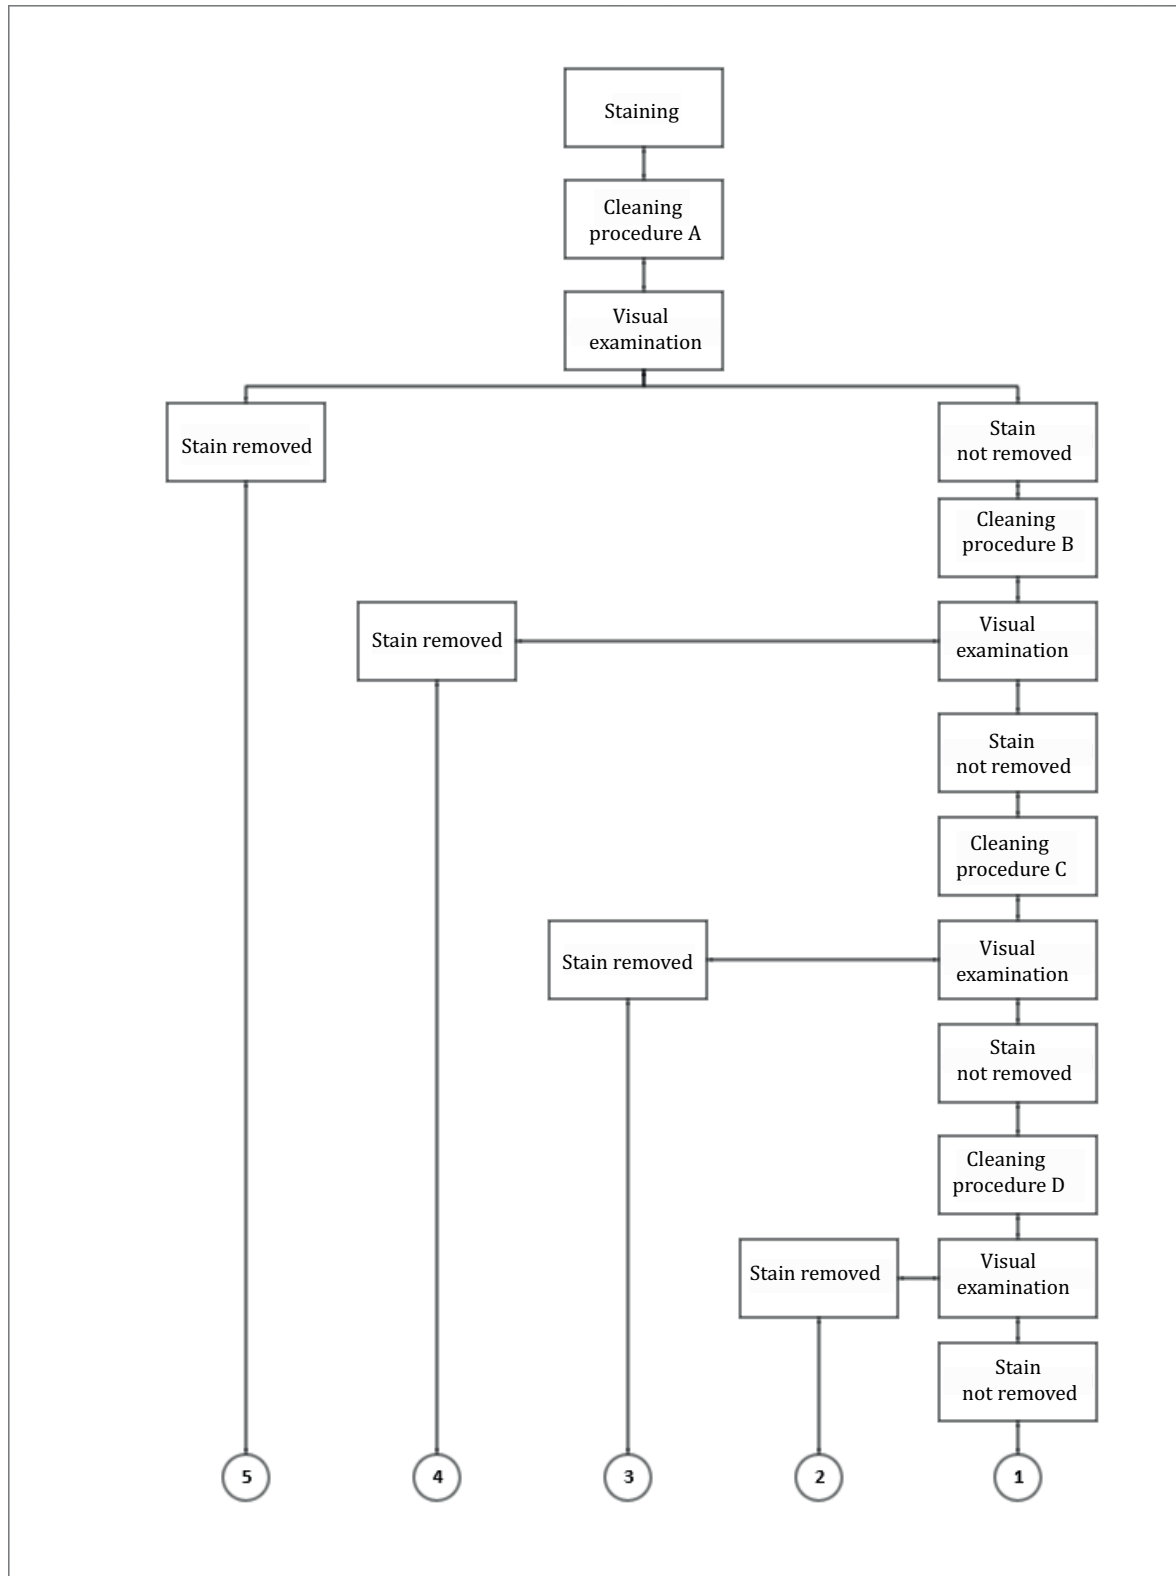 Staining
Cleaning
procedure A
Visual
examination
Stain removed
Stain
not removed
Cleaning
procedure B
Stain removed
Visual
examination
Stain
not removed
Cleaning
procedure C
Stain removed
Visual
examination
Stain
not removed
Cleaning
procedure D
Stain removed
Visual
examination
Stain
not removed
5
4
3
2
1